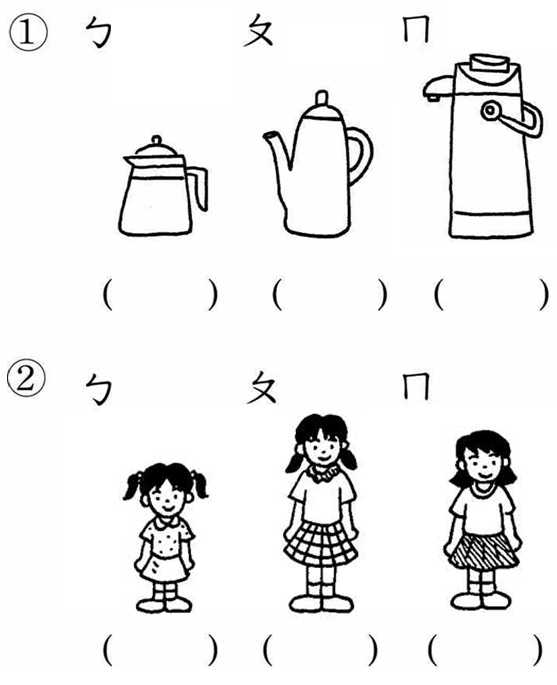 ① ㄅ ㄆ ㄇ
( ) ( ) ( )
② ㄅ ㄆ ㄇ
( ) ( ) ( )